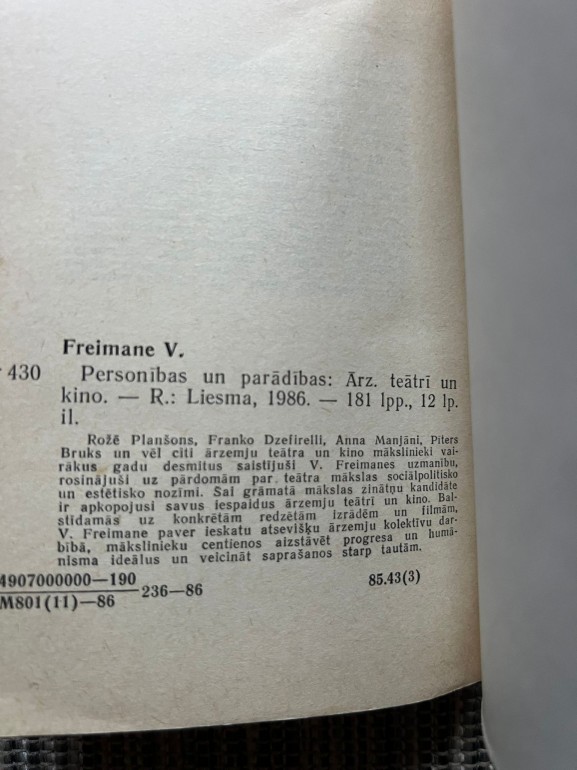 Freimane V.
430 Personības un parādības: Ārz. teātrī un
kino. — R.: Liesma, 1986. — 181 lpp., 12 lp.
il.
Rožē Planšons, Franko Dzefirelli, Anna Manjāni, Pīters
Bruks un vēl citi ārzemju teātra un kino mākslinieki vai-
rākus gadu desmitus saistījuši V. Freimanes uzmanību,
rosinājuši uz pārdomām par teātra mākslas sociālpolitisko
un estētisko nozīmi. Sai grāmatā mākslas zinātņu kandidāte
ir apkopojusi savus iespaidus ārzemju teātrī un kino. Bal-
stīdamās uz konkrētām redzētām izrādēm un filmām,
V. Freimane paver ieskatu atsevišķu ārzemju kolektīvu dar-
bībā, mākslinieku centienos aizstāvēt progresa un humā-
nisma ideālus un veicināt saprašanos starp tautām.
4907000000—190
M801(11)—86 236—86 85.43(3)